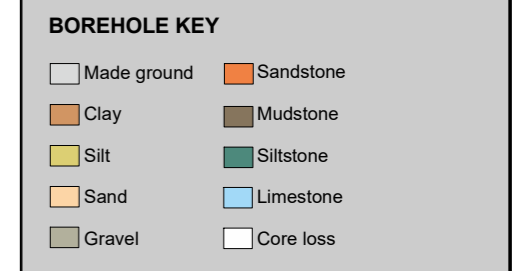 BOREHOLE KEY
Made ground
Sandstone
Clay
Mudstone
Silt
Siltstone
Sand
Limestone
Gravel
Core loss